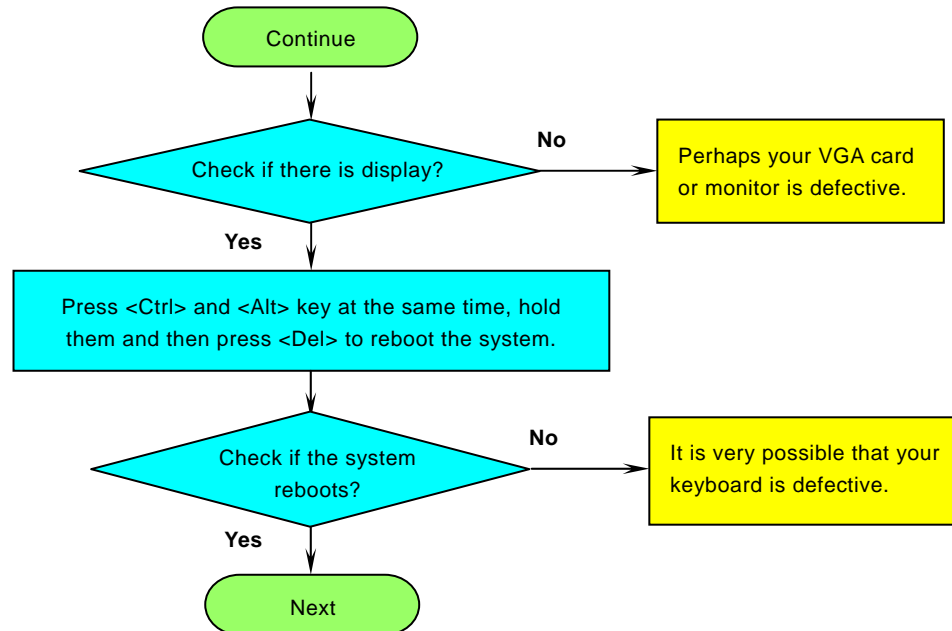 Continue
Check if there is display?
No
Perhaps your VGA card
or monitor is defective.
Yes
Press <Ctrl> and <Alt> key at the same time, hold
them and then press <Del> to reboot the system.
Check if the system
reboots?
No
It is very possible that your
keyboard is defective.
Yes
Next